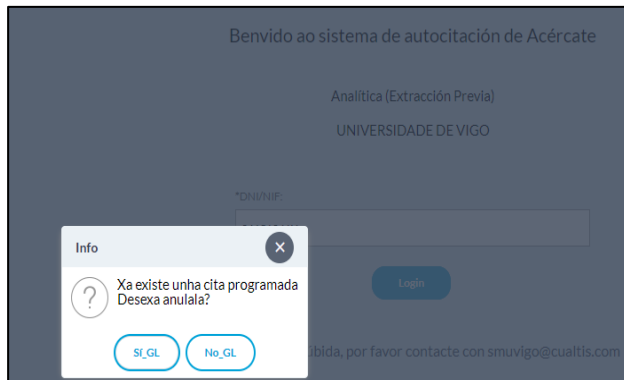 Benvido ao sistema de autocitación de Acércate
Analítica (Extracción Previa)
UNIVERSIDADE DE VIGO
*DNI/NIF:
Login
Info
Xa existe unha cita programada
Desexa anulala?
Sí_GL
No_GL
por favor contacte con smuvigo@cualtis.com